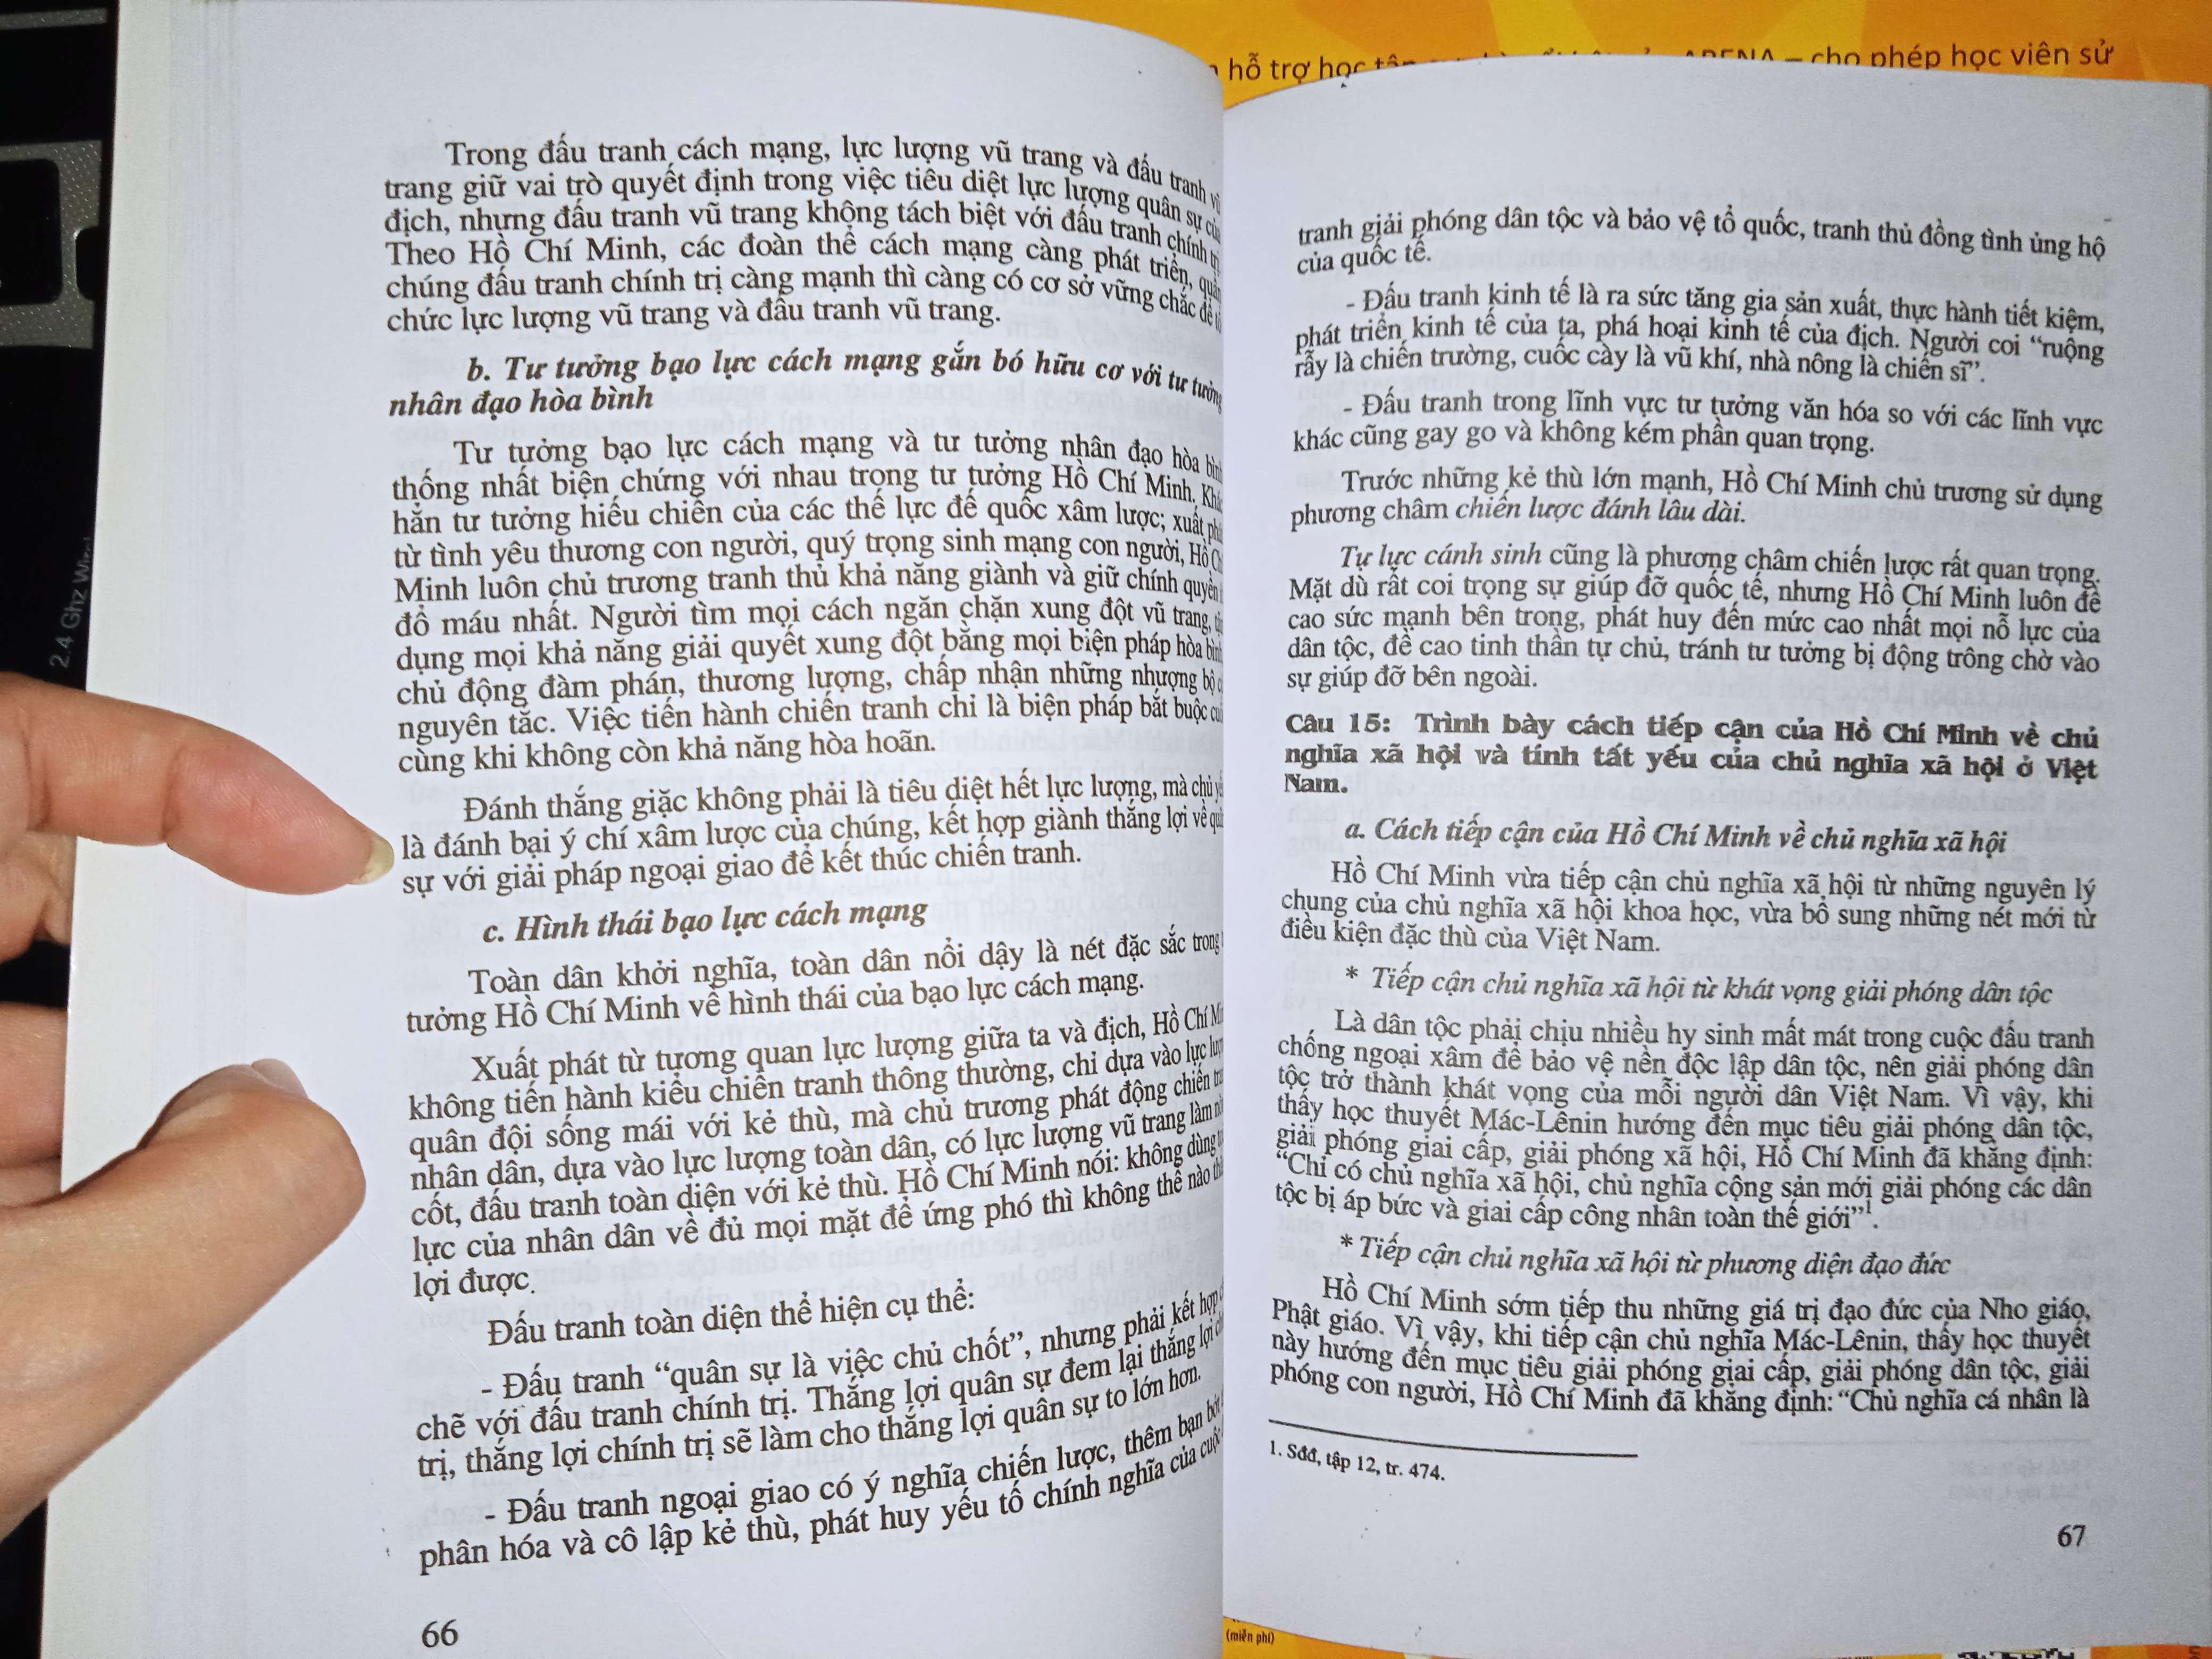 hỗ trợ học
– cho phép học viên sử
2.4 Ghz
Trong đấu tranh cách mạng, lực lượng vũ trang và đấu tranh vũ
trang giữ vai trò quyết định trong việc tiêu diệt lực lượng quân sự của
địch, nhưng đấu tranh vũ trang không tách biệt với đấu tranh chính trị
Theo Hồ Chí Minh, các đoàn thể cách mạng càng phát triển, quần
chúng đấu tranh chính trị càng mạnh thì càng có cơ sở vững chắc để
chức lực lượng vũ trang và đấu tranh vũ trang.
b. Tư tưởng bạo lực cách mạng gắn bó hữu cơ với tư tưởng
nhân đạo hòa bình
Tư tưởng bạo lực cách mạng và tư tưởng nhân đạo hòa bình
thống nhất biện chứng với nhau trong tư tưởng Hồ Chí Minh. Khác
hẳn tư tưởng hiếu chiến của các thế lực đế quốc xâm lược; xuất phát
từ tình yêu thương con người, quý trọng sinh mạng con người, Hồ Chí
Minh luôn chủ trương tranh thủ khả năng giành và giữ chính quyền
đổ máu nhất. Người tìm mọi cách ngăn chặn xung đột vũ trang,
dụng mọi khả năng giải quyết xung đột bằng mọi biện pháp hòa bình
chủ động đàm phán, thương lượng, chấp nhận những nhượng bộ
nguyên tắc. Việc tiến hành chiến tranh chỉ là biện pháp bắt buộc cuối
cùng khi không còn khả năng hòa hoãn.
Đánh thắng giặc không phải là tiêu diệt hết lực lượng, mà chủ yếu
là đánh bại ý chí xâm lược của chúng, kết hợp giành thắng lợi về quân
sự với giải pháp ngoại giao để kết thúc chiến tranh.
c. Hình thái bạo lực cách mạng
Toàn dân khởi nghĩa, toàn dân nổi dậy là nét đặc sắc trong
tưởng Hồ Chí Minh về hình thái của bạo lực cách mạng.
Xuất phát từ tương quan lực lượng giữa ta và địch, Hồ Chí Minh
không tiến hành kiểu chiến tranh thông thường, chỉ dựa vào lực lượng
quân đội sống mái với kẻ thù, mà chủ trương phát động chiến tranh
nhân dân, dựa vào lực lượng toàn dân, có lực lượng vũ trang làm nòng
cốt, đấu tranh toàn diện với kẻ thù. Hồ Chí Minh nói: không dùng
lực của nhân dân về đủ mọi mặt để ứng phó thì không thể nào thắng
lợi được.
Đấu tranh toàn diện thể hiện cụ thể:
- Đấu tranh “quân sự là việc chủ chốt”, nhưng phải kết hợp
chẽ với đấu tranh chính trị. Thắng lợi quân sự đem lại thắng lợi
trị, thắng lợi chính trị sẽ làm cho thắng lợi quân sự to lớn hơn.
- Đấu tranh ngoại giao có ý nghĩa chiến lược, thêm bạn bớt
phân hóa và cô lập kẻ thù, phát huy yếu tố chính nghĩa của cuộc
66
tranh giải phóng dân tộc và bảo vệ tổ quốc, tranh thủ đồng tình ủng hộ
của quốc tế.
- Đấu tranh kinh tế là ra sức tăng gia sản xuất, thực hành tiết kiệm,
phát triển kinh tế của ta, phá hoại kinh tế của địch. Người coi “ruộng
rẫy là chiến trường, cuốc cày là vũ khí, nhà nông là chiến sĩ”.
- Đấu tranh trong lĩnh vực tư tưởng văn hóa so với các lĩnh vực
khác cũng gay go và không kém phần quan trọng.
Trước những kẻ thù lớn mạnh, Hồ Chí Minh chủ trương sử dụng
phương châm chiến lược đánh lâu dài.
Tự lực cánh sinh cũng là phương châm chiến lược rất quan trọng.
Mặt dù rất coi trọng sự giúp đỡ quốc tế, nhưng Hồ Chí Minh luôn đề
cao sức mạnh bên trong, phát huy đến mức cao nhất mọi nỗ lực của
dân tộc, đề cao tinh thần tự chủ, tránh tư tưởng bị động trông chờ vào
sự giúp đỡ bên ngoài.
Câu 15: Trình bày cách tiếp cận của Hồ Chí Minh về chủ
nghĩa xã hội và tính tất yếu của chủ nghĩa xã hội ở Việt
Nam.
a. Cách tiếp cận của Hồ Chí Minh về chủ nghĩa xã hội
Hồ Chí Minh vừa tiếp cận chủ nghĩa xã hội từ những nguyên lý
chung của chủ nghĩa xã hội khoa học, vừa bổ sung những nét mới từ
điều kiện đặc thù của Việt Nam.
* Tiếp cận chủ nghĩa xã hội từ khát vọng giải phóng dân tộc
Là dân tộc phải chịu nhiều hy sinh mất mát trong cuộc đấu tranh
chống ngoại xâm để bảo vệ nền độc lập dân tộc, nên giải phóng dân
tộc trở thành khát vọng của mỗi người dân Việt Nam. Vì vậy, khi
thấy học thuyết Mác-Lênin hướng đến mục tiêu giải phóng dân tộc,
giải phóng giai cấp, giải phóng xã hội, Hồ Chí Minh đã khẳng định:
“Chỉ có chủ nghĩa xã hội, chủ nghĩa cộng sản mới giải phóng các dân
tộc bị áp bức và giai cấp công nhân toàn thế giới”1.
* Tiếp cận chủ nghĩa xã hội từ phương diện đạo đức
Hồ Chí Minh sớm tiếp thu những giá trị đạo đức của Nho giáo,
Phật giáo. Vì vậy, khi tiếp cận chủ nghĩa Mác-Lênin, thấy học thuyết
này hướng đến mục tiêu giải phóng giai cấp, giải phóng dân tộc, giải
phóng con người, Hồ Chí Minh đã khẳng định: “Chủ nghĩa cá nhân là
1. Sđđ, tập 12, tr. 474.
67
(miễn phí)